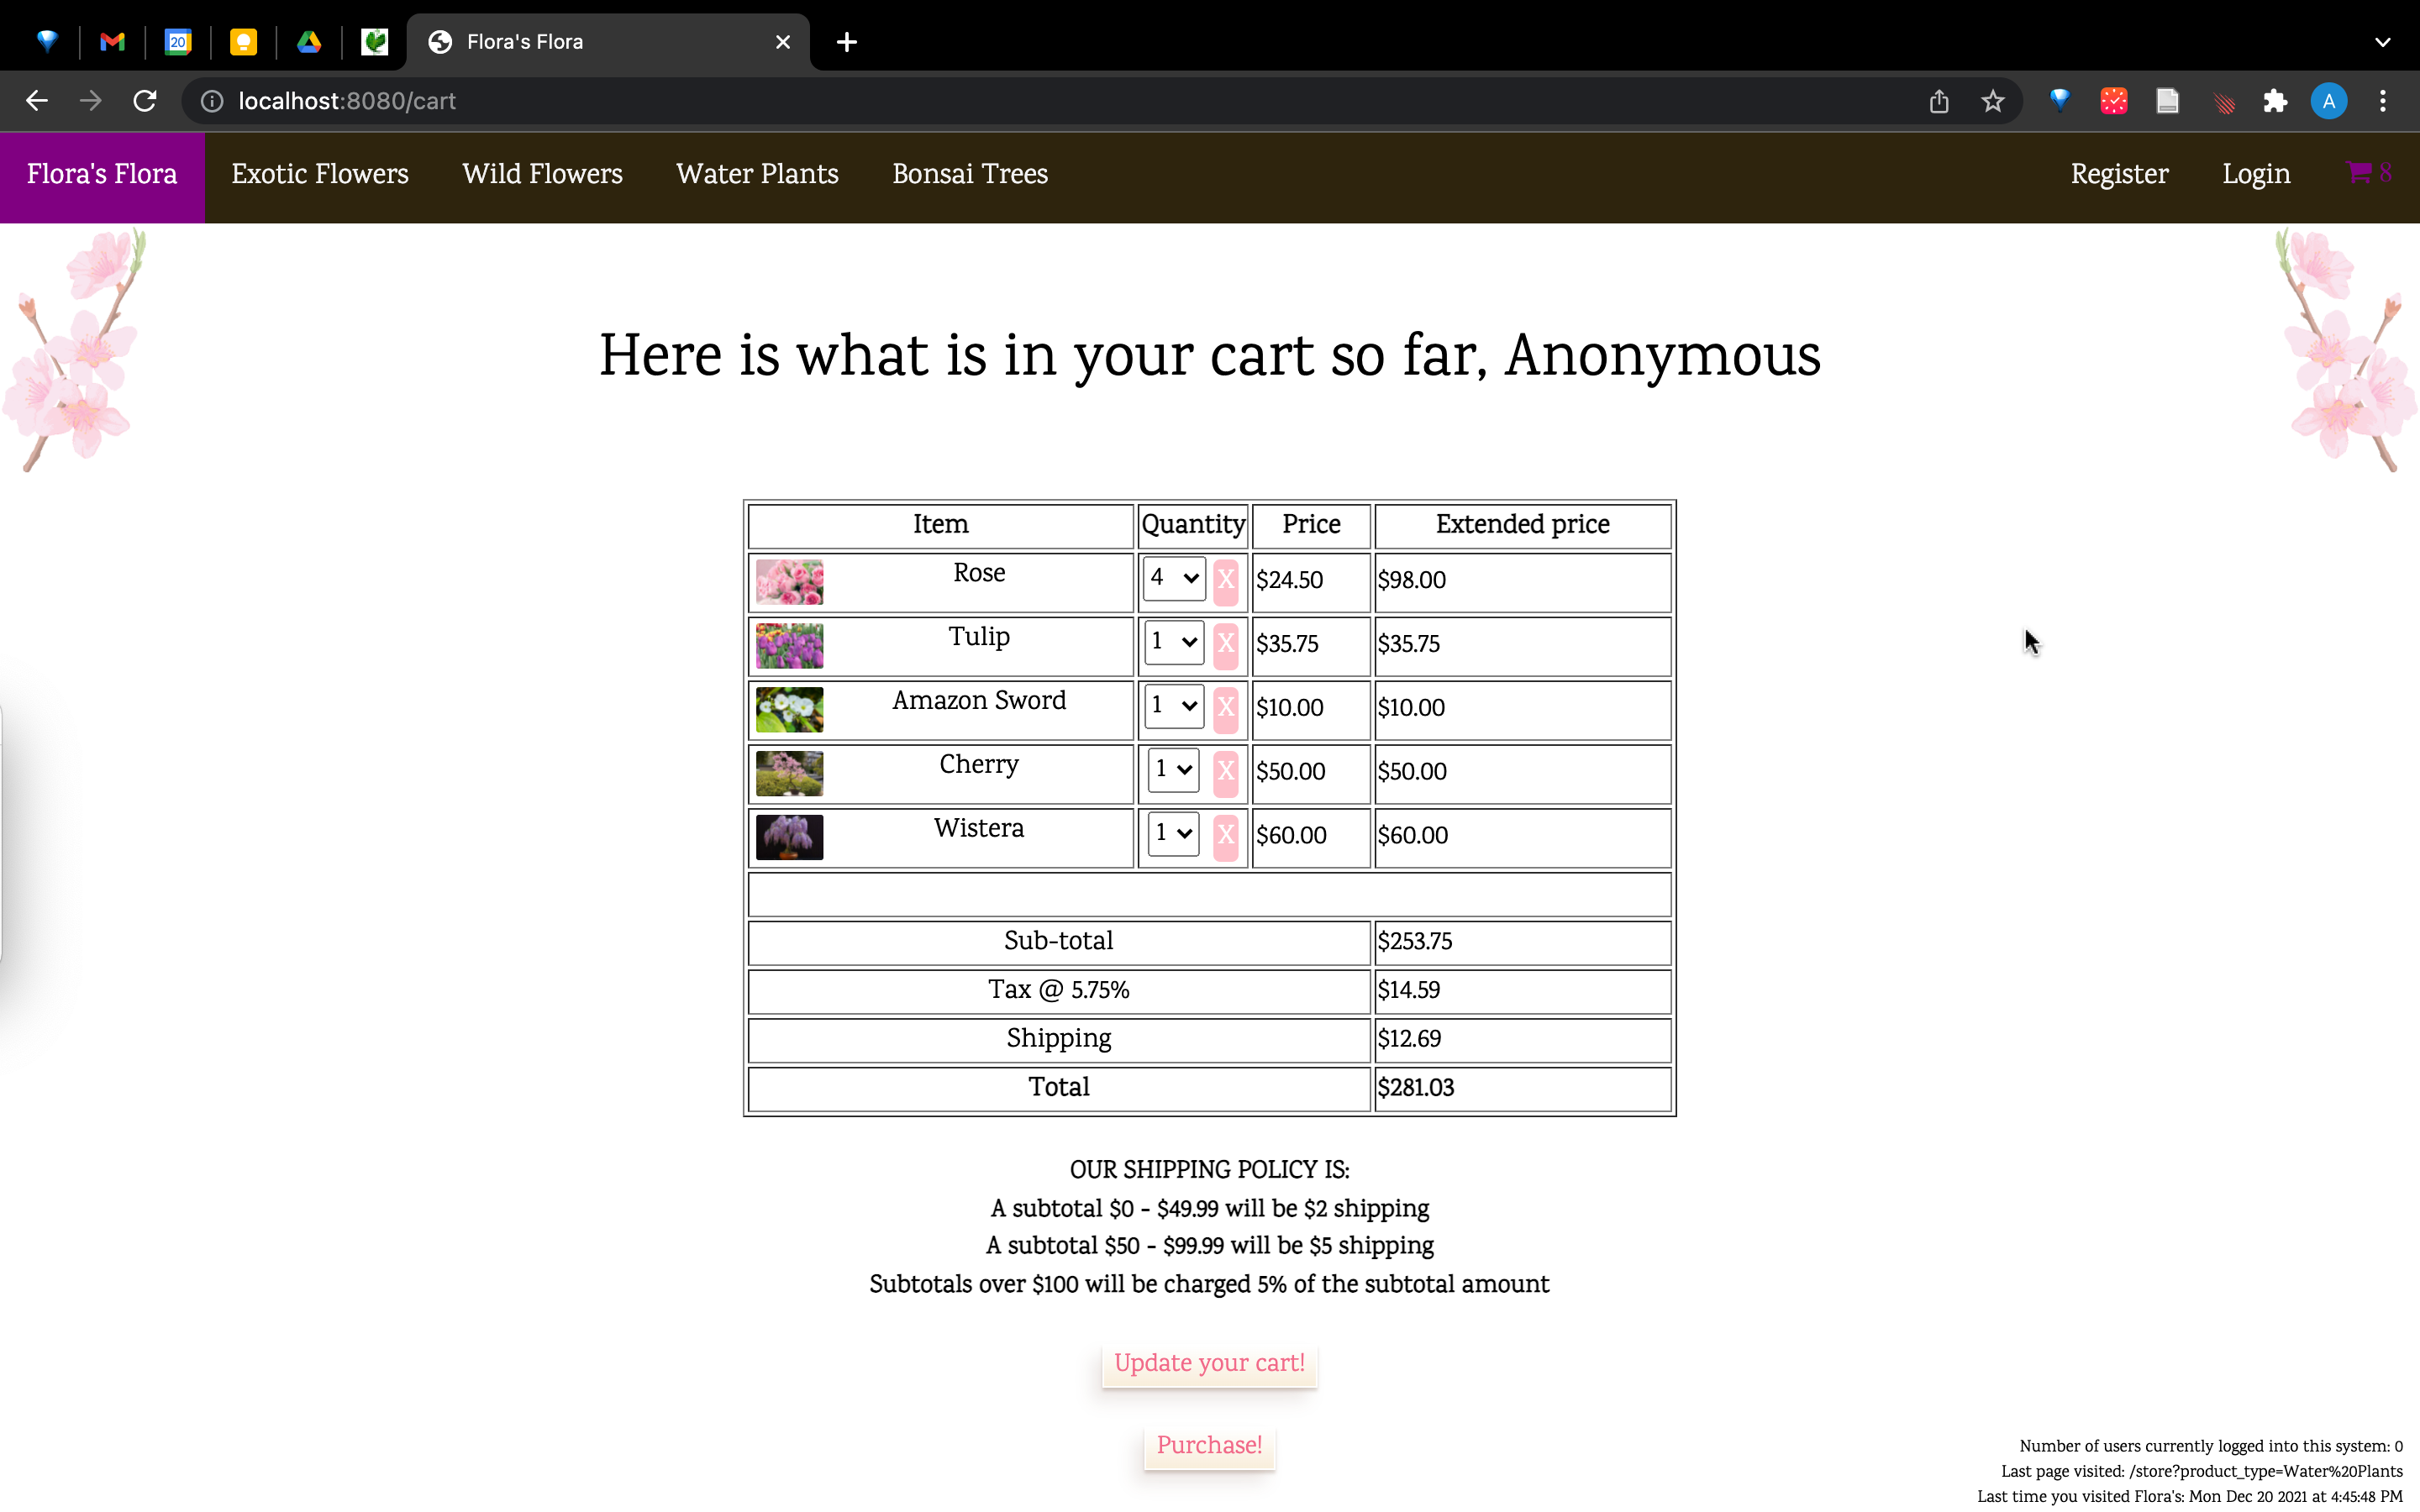 20
Flora's Flora
localhost:8080/cart
A
Flora's Flora Exotic Flowers Wild Flowers Water Plants Bonsai Trees Register Login 8
Here is what is in your cart so far, Anonymous
Item Quantity Price Extended price
Rose 4 X $24.50 $98.00
Tulip 1 X $35.75 $35.75
Amazon Sword 1 X $10.00 $10.00
Cherry 1 X $50.00 $50.00
Wistera 1 X $60.00 $60.00
Sub-total $253.75
Tax @ 5.75% $14.59
Shipping $12.69
Total $281.03
OUR SHIPPING POLICY IS:
A subtotal $0 - $49.99 will be $2 shipping
A subtotal $50 - $99.99 will be $5 shipping
Subtotals over $100 will be charged 5% of the subtotal amount
Update your cart!
Purchase!
Number of users currently logged into this system: 0
Last page visited: /store?product_type=Water%20Plants
Last time you visited Flora's: Mon Dec 20 2021 at 4:45:48 PM